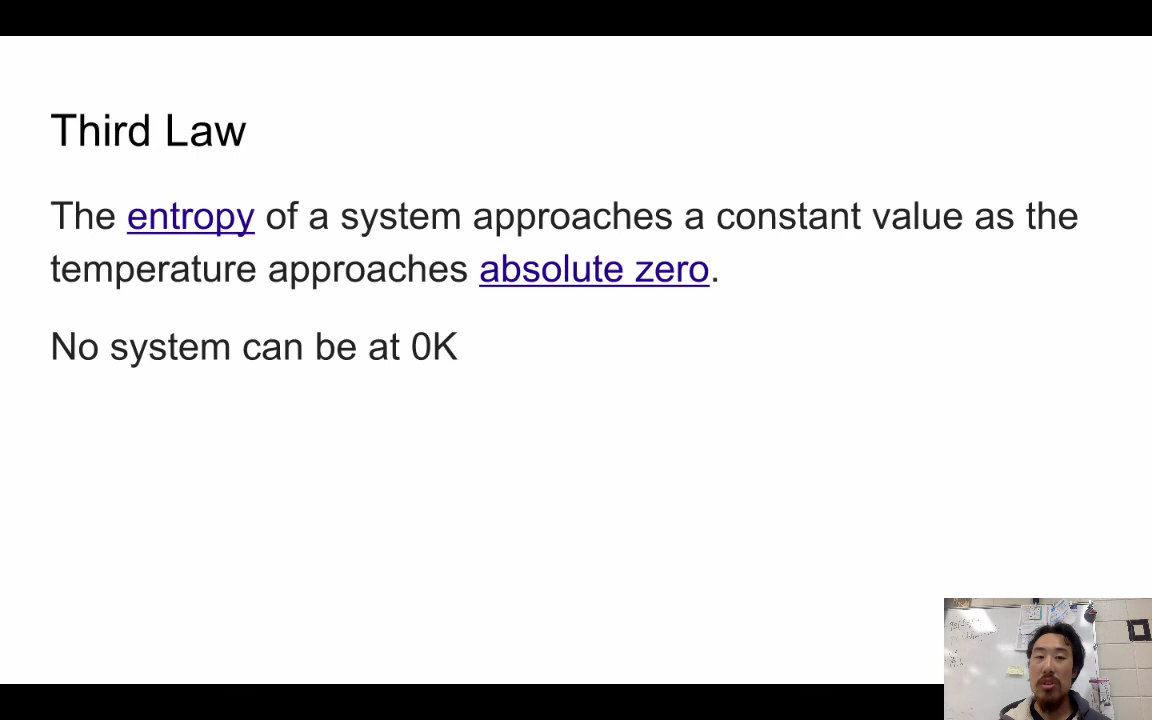 Third Law
The entropy of a system approaches a constant value as the
temperature approaches absolute zero.
No system can be at 0K